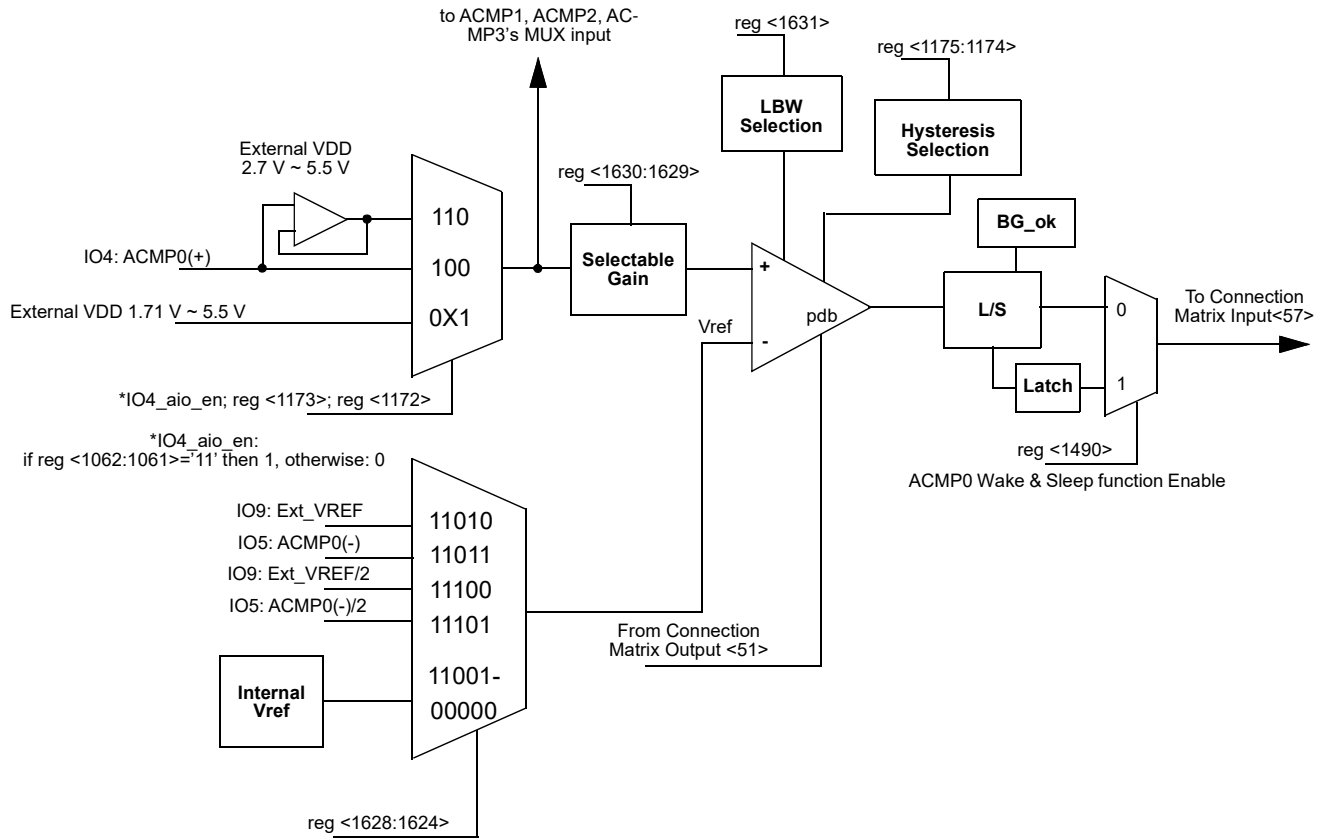 to ACMP1, ACMP2, AC-
MP3's MUX input
reg <1631>
reg <1175:1174>
LBW
Selection
Hysteresis
Selection
External VDD
2.7 V ~ 5.5 V
reg <1630:1629>
110
BG_ok
IO4: ACMP0(+)
100
Selectable
Gain
+
External VDD 1.71 V ~ 5.5 V
0X1
Vref
pdb
-
L/S
0
To Connection
Matrix Input<57>
Latch
1
*IO4_aio_en; reg <1173>; reg <1172>
*IO4_aio_en:
if reg <1062:1061>='11' then 1, otherwise: 0
reg <1490>
ACMP0 Wake & Sleep function Enable
IO9: Ext_VREF
11010
IO5: ACMP0(-)
11011
IO9: Ext_VREF/2
11100
IO5: ACMP0(-)/2
11101
From Connection
Matrix Output <51>
11001-
00000
Internal
Vref
reg <1628:1624>